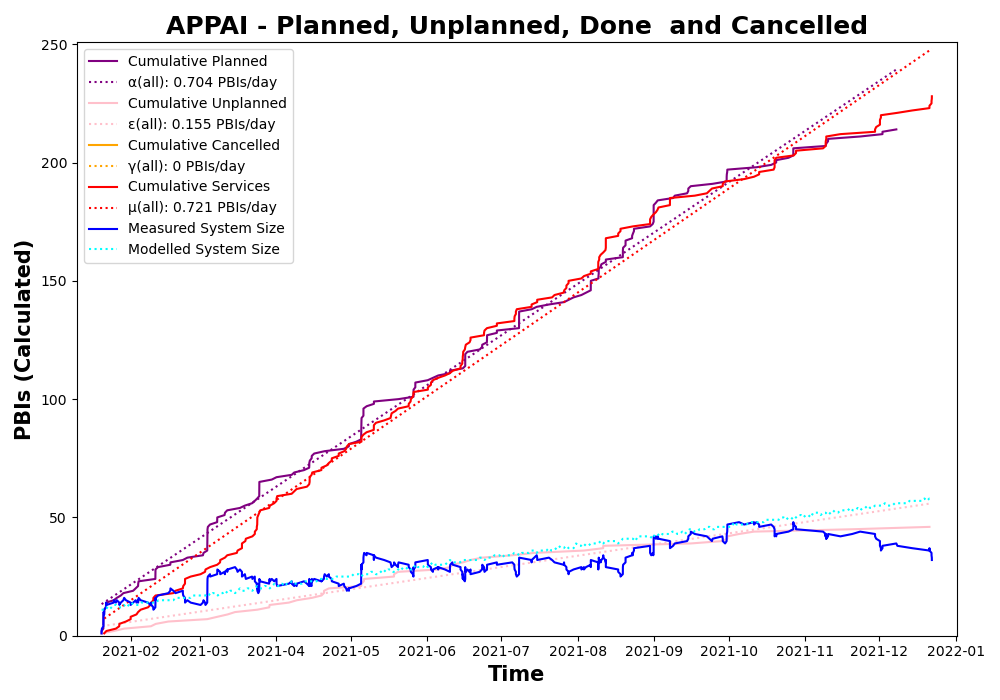 APPAI - Planned, Unplanned, Done  and Cancelled
250
200
150
100
50
0
PBIs (Calculated)
Cumulative Planned
α(all): 0.704 PBIs/day
Cumulative Unplanned
ε(all): 0.155 PBIs/day
Cumulative Cancelled
γ(all): 0 PBIs/day
Cumulative Services
μ(all): 0.721 PBIs/day
Measured System Size
Modelled System Size
2021-02 2021-03 2021-04 2021-05 2021-06 2021-07 2021-08 2021-09 2021-10 2021-11 2021-12 2022-01
Time